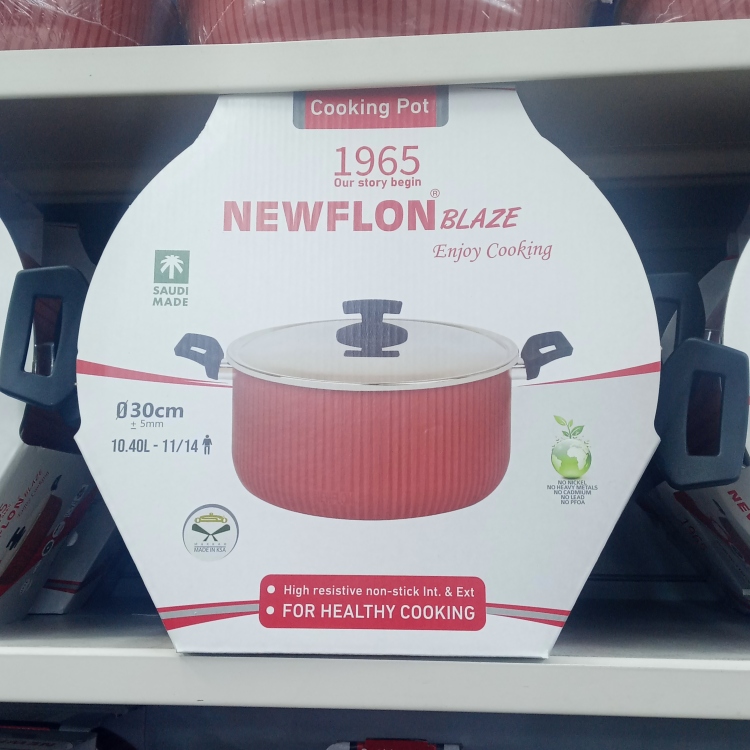 Cooking Pot
1965
Our story begin
NEWFLON® BLAZE
Enjoy Cooking
SAUDI
MADE
Ø30cm
± 5mm
10.40L - 11/14
NO NICKEL
NO HEAVY METALS
NO CADMIUM
NO LEAD
NO PFOA
MADE IN KSA
• High resistive non-stick Int. & Ext
• FOR HEALTHY COOKING
BLAZE